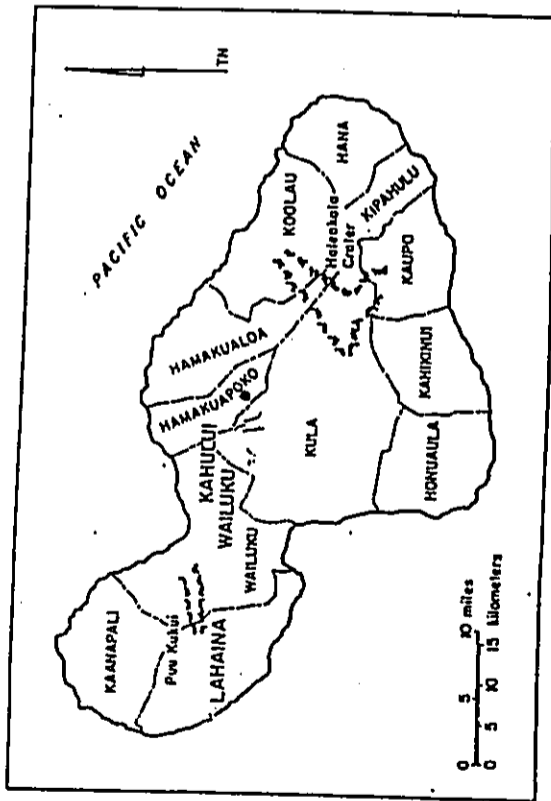 PACIFIC OCEAN
TN
KAANAPALI
Puu Kukui
LAHAINA
WAILUKU
WAILUKU
KAHULUI
HAMAKUAPOKO
HAMAKUALOA
KOOLAU
HANA
Haleakala
Crater
KIPAHULU
KAUPO
KULA
KAHIKINUI
HONUAULA
0 5 10 miles
0 5 10 15 kilometers